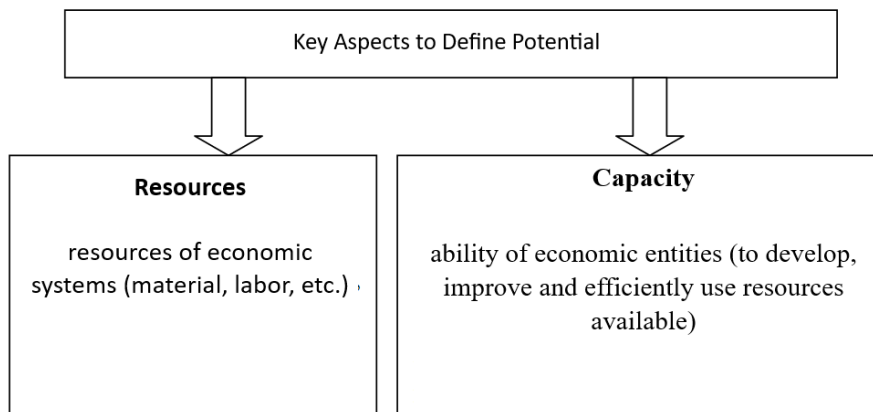 Key Aspects to Define Potential
Resources
resources of economic
systems (material, labor, etc.) ,
Capacity
ability of economic entities (to develop,
improve and efficiently use resources
available)